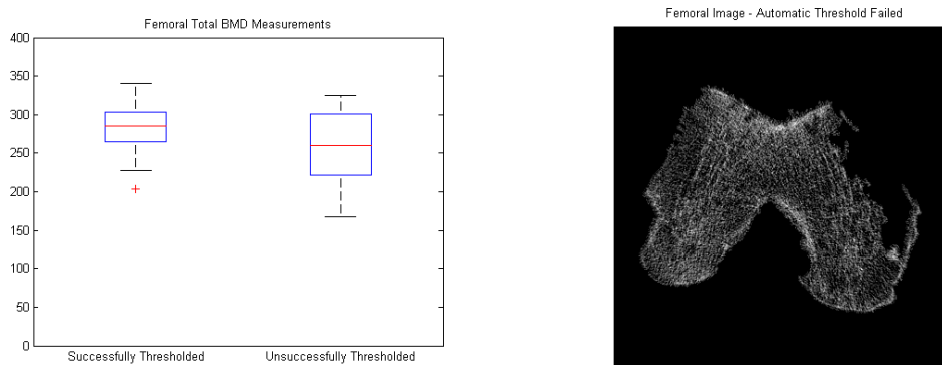 Femoral Total BMD Measurements
400
350
300
250
200
150
100
50
0
Successfully Thresholded
Unsuccessfully Thresholded
Femoral Image - Automatic Threshold Failed